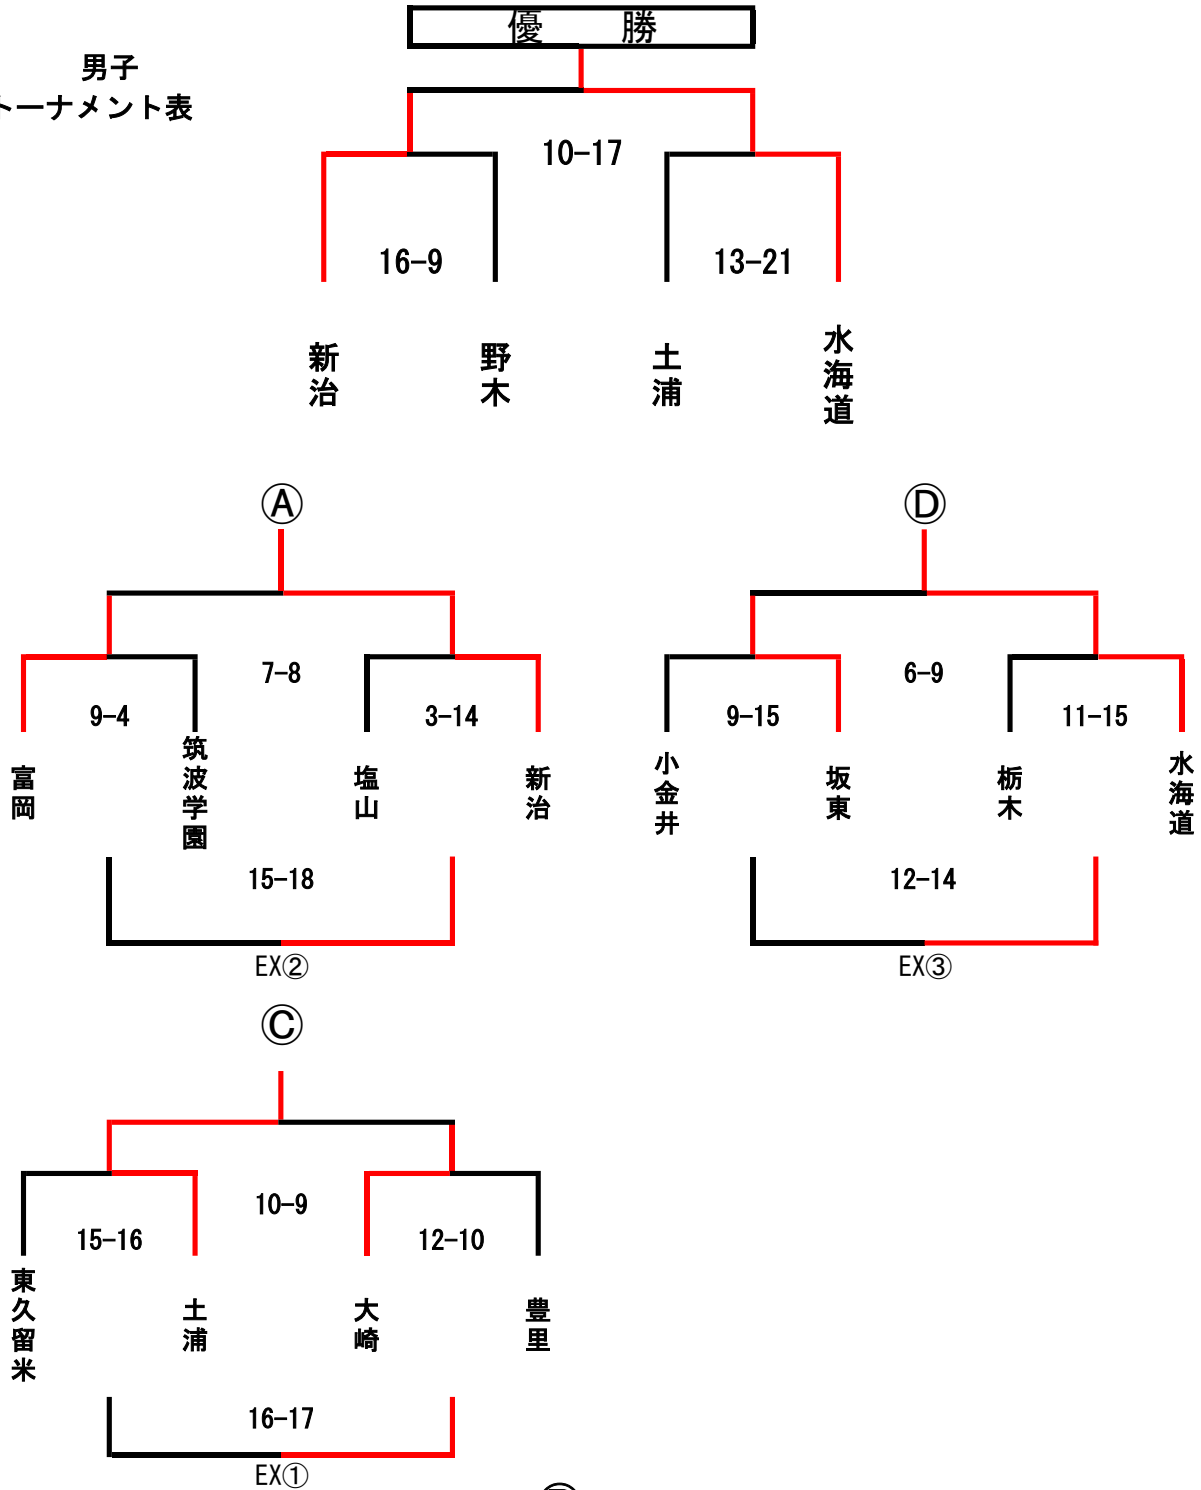 優　勝
男子
トーナメント表
10−17
16−9
13−21
新治
野木
土浦
水海道
Ⓐ
Ⓓ
7−8
6−9
9−4
3−14
9−15
11−15
富岡
筑波学園
塩山
新治
小金井
坂東
栃木
水海道
15−18
12−14
EX②
EX③
Ⓒ
10−9
15−16
12−10
東久留米
土浦
大崎
豊里
16−17
EX①